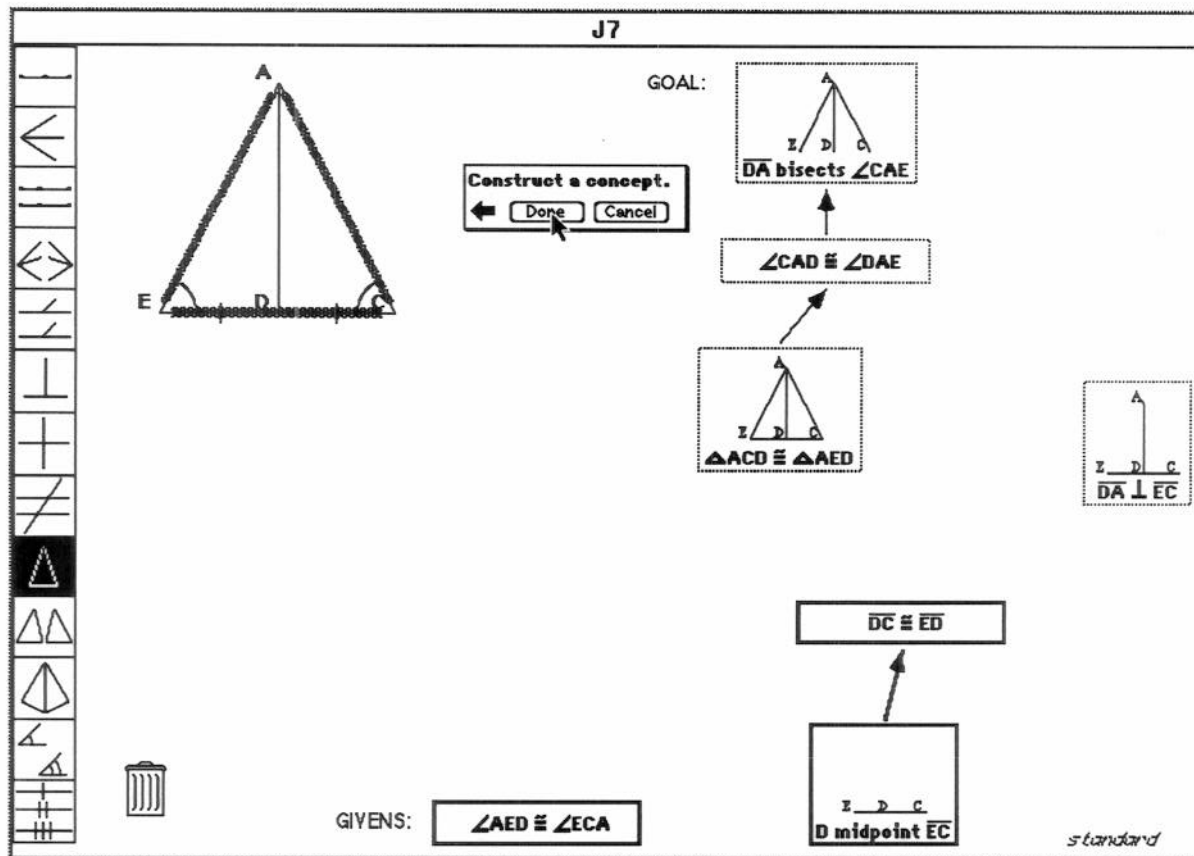 J7
A
E D C
Construct a concept.
Done Cancel
GOAL:
A
E D C
DA bisects ∠CAE
∠CAD ≅ ∠DAE
A
E D C
△ACD ≅ △AED
A
E D C
DA ⊥ EC
DC ≅ ED
E D C
D midpoint EC
GIVENS:
∠AED ≅ ∠ECA
standard